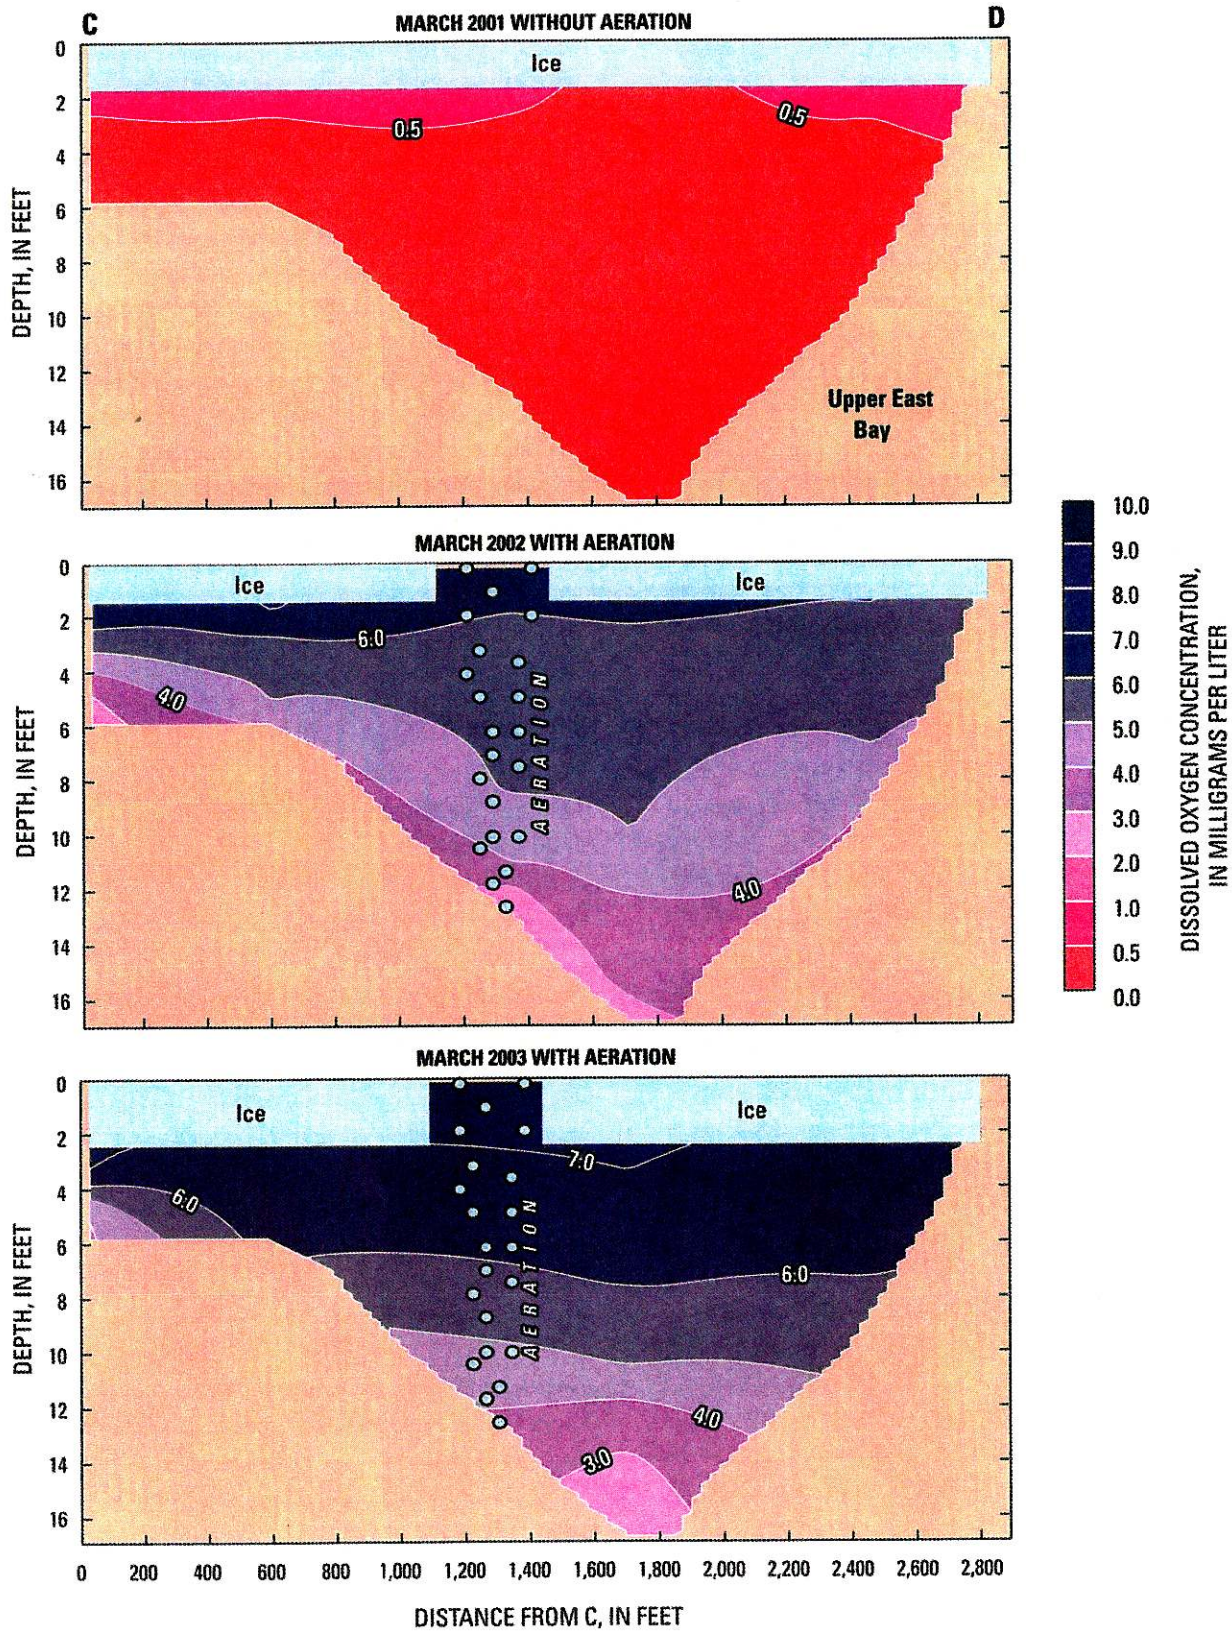 C
MARCH 2001 WITHOUT AERATION
D
0
2
4
6
8
10
12
14
16
DEPTH, IN FEET
Ice
0.5
0.5
Upper East
Bay
MARCH 2002 WITH AERATION
0
2
4
6
8
10
12
14
16
DEPTH, IN FEET
Ice
Ice
6.0
4.0
4.0
AERATION
10.0
9.0
8.0
7.0
6.0
5.0
4.0
3.0
2.0
1.0
0.5
0.0
DISSOLVED OXYGEN CONCENTRATION,
IN MILLIGRAMS PER LITER
MARCH 2003 WITH AERATION
0
2
4
6
8
10
12
14
16
DEPTH, IN FEET
Ice
Ice
7.0
6.0
6.0
4.0
3.0
AERATION
0 200 400 600 800 1,000 1,200 1,400 1,600 1,800 2,000 2,200 2,400 2,600 2,800
DISTANCE FROM C, IN FEET